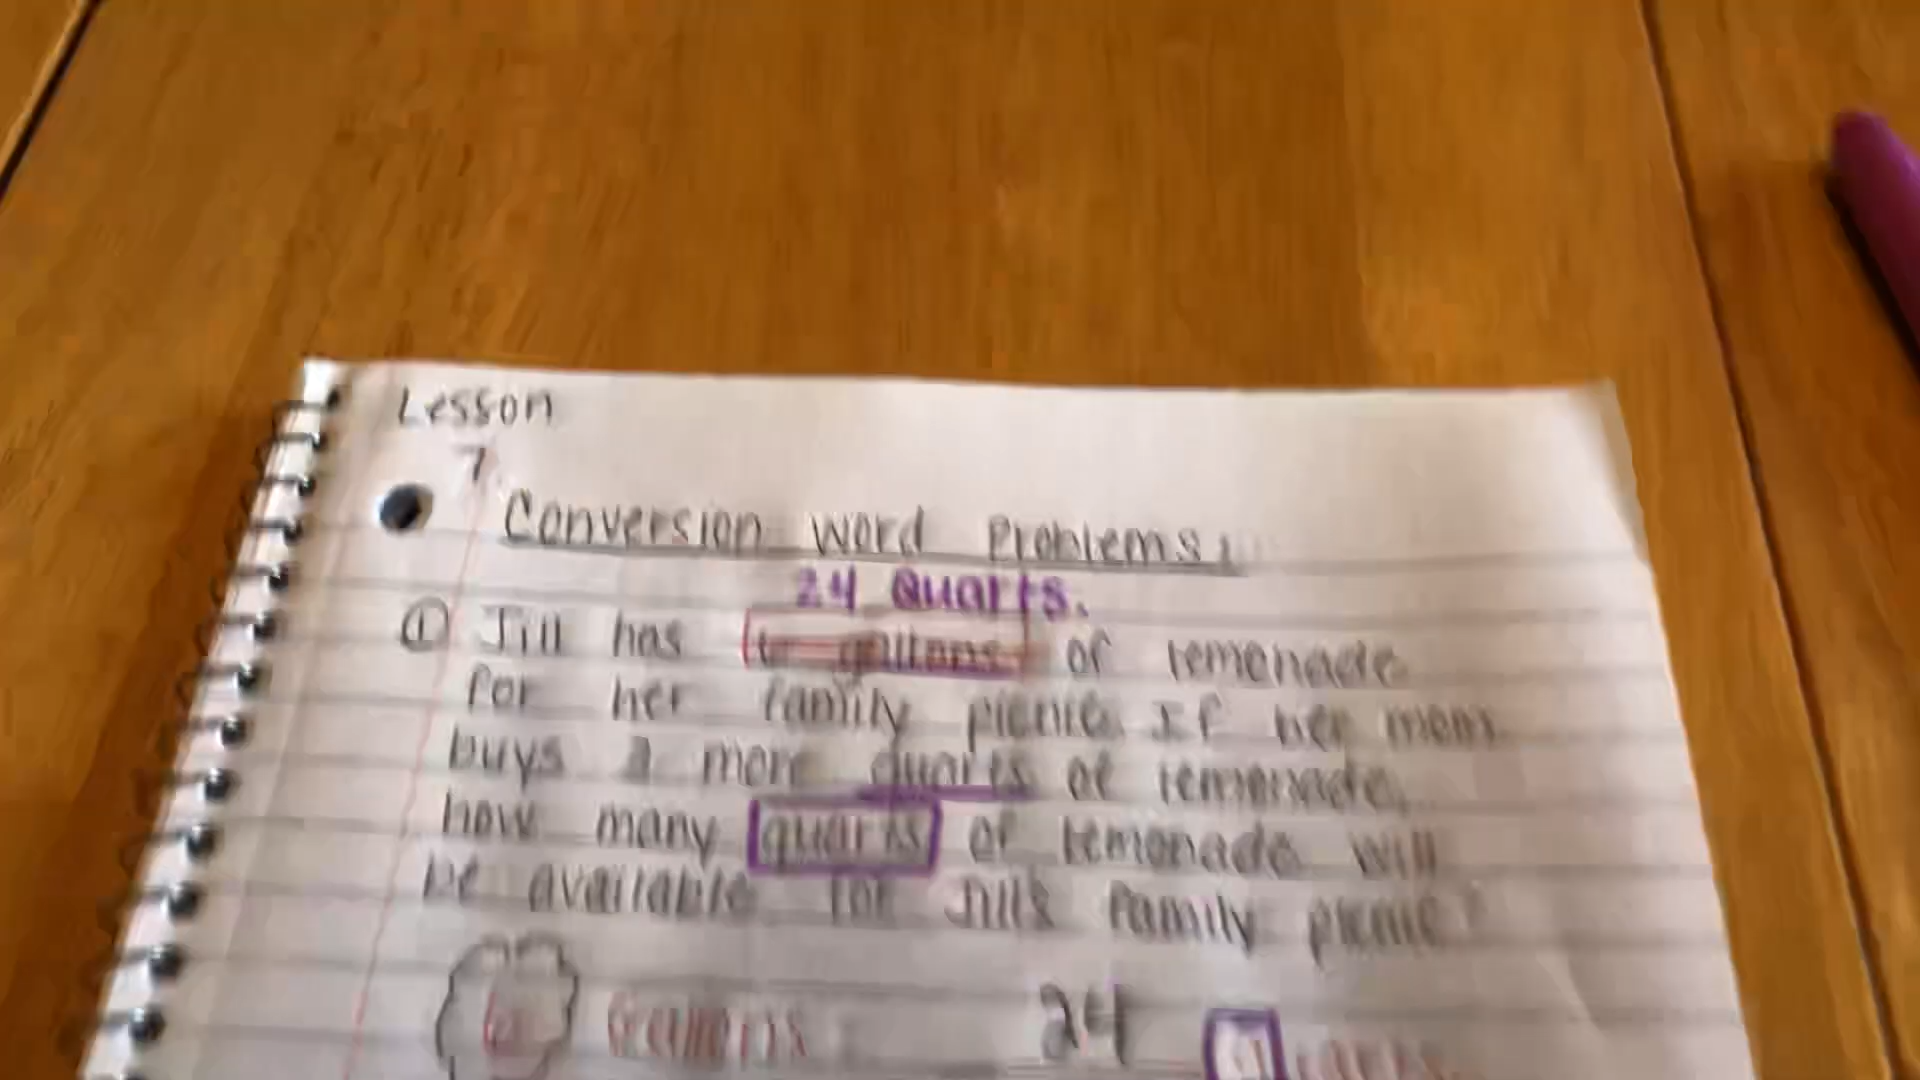 Lesson
7.
Conversion Word Problems:
24 Quarts.
① Jill has 6 gallons of lemonade
for her family picnic. If her mom
buys more quarts of lemonade,
how many quarts of lemonade will
be available for Jill's family picnic?
6 Gallons 24